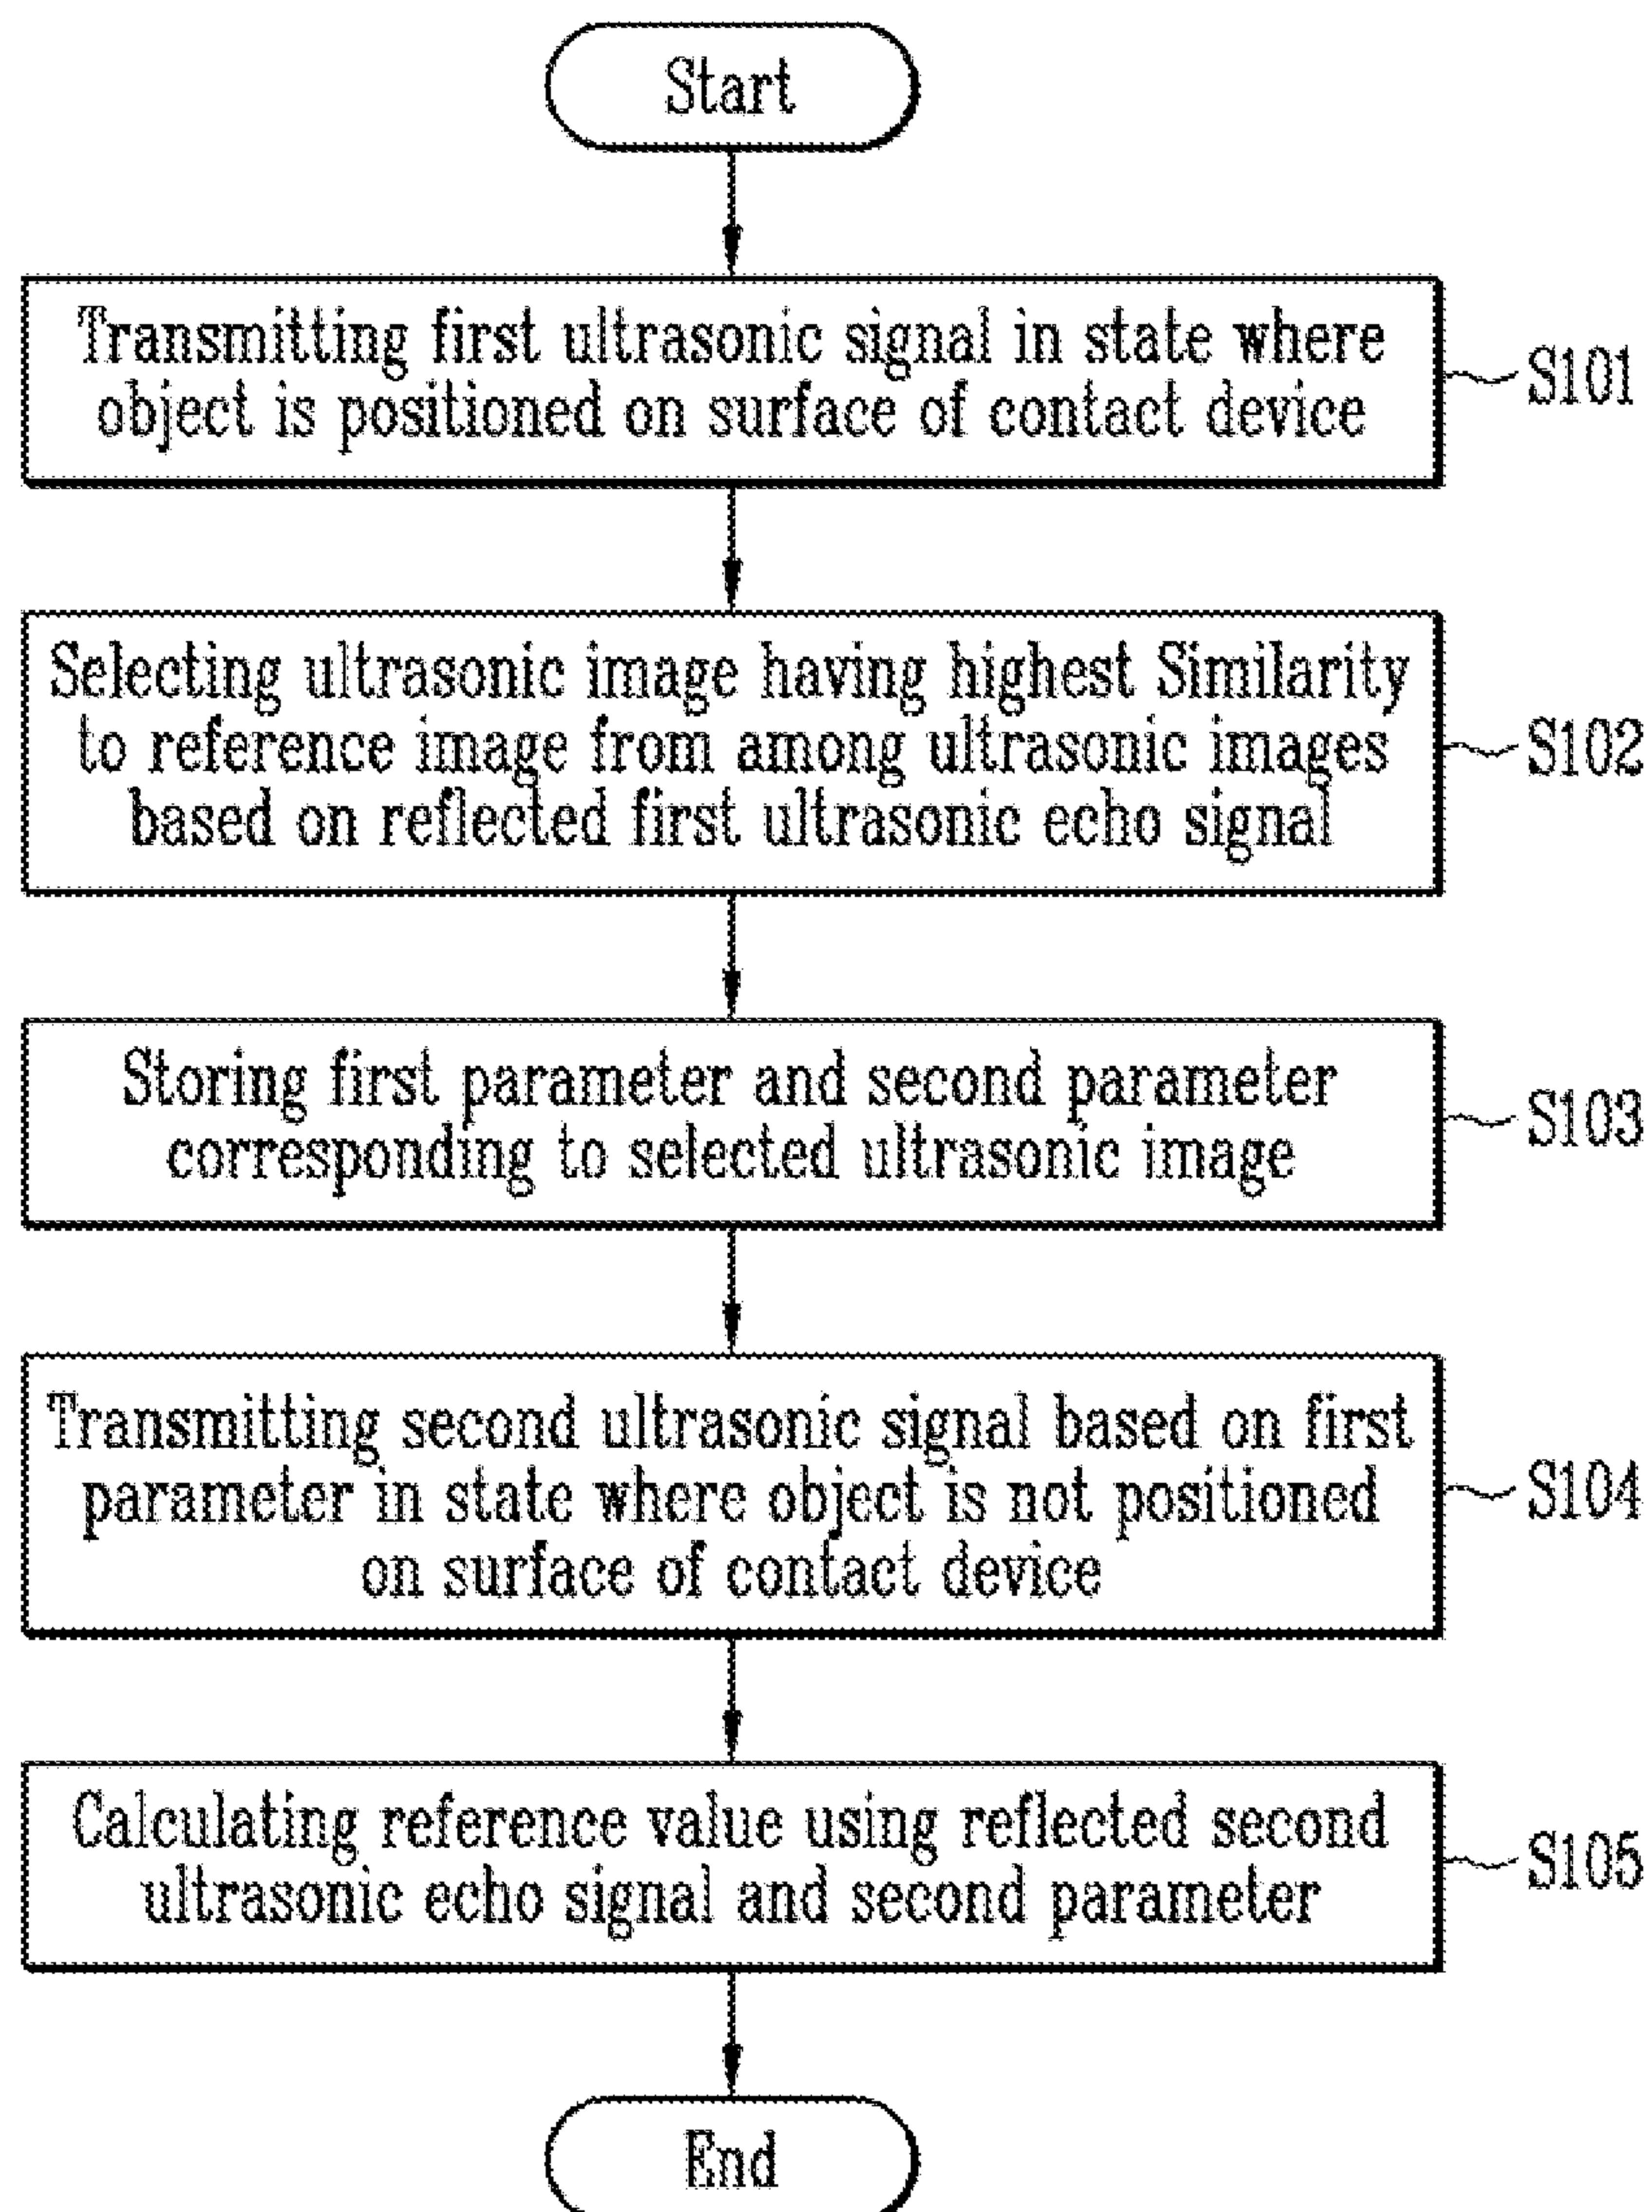 Start
Transmitting first ultrasonic signal in state where
object is positioned on surface of contact device
S101
Selecting ultrasonic image having highest Similarity
to reference image from among ultrasonic images
based on reflected first ultrasonic echo signal
S102
Storing first parameter and second parameter
corresponding to selected ultrasonic image
S103
Transmitting second ultrasonic signal based on first
parameter in state where object is not positioned
on surface of contact device
S104
Calculating reference value using reflected second
ultrasonic echo signal and second parameter
S105
End